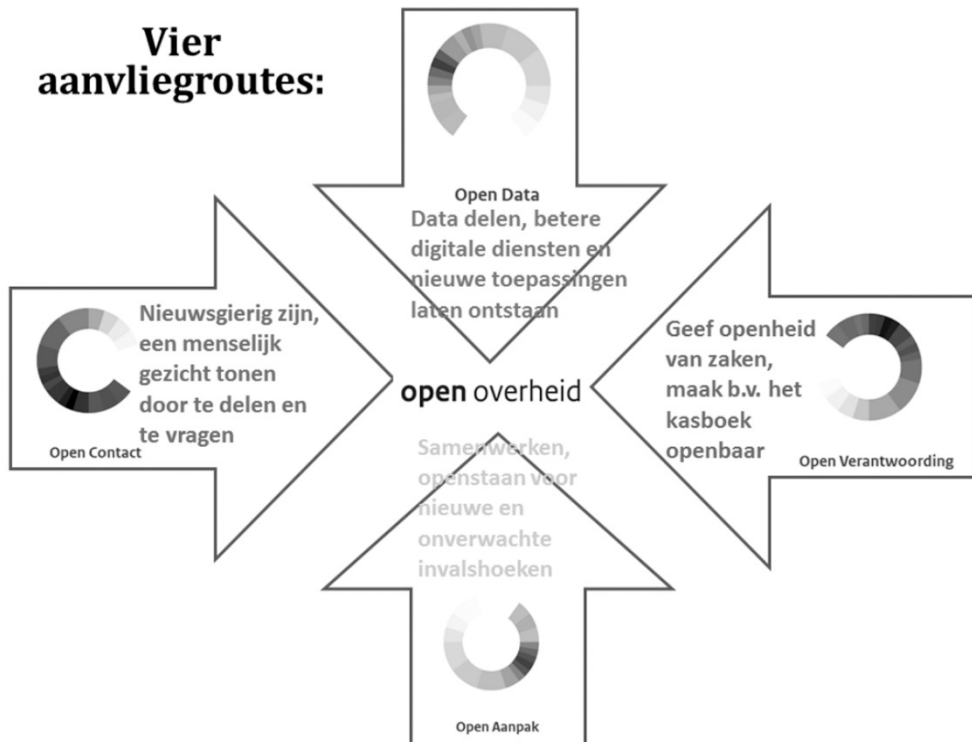 Vier
aanvliegroutes:
Open Data
Data delen, betere
digitale diensten en
nieuwe toepassingen
laten ontstaan
Nieuwsgierig zijn,
een menselijk
gezicht tonen
door te delen en
te vragen
Open Contact
open overheid
Geef openheid
van zaken,
maak b.v. het
kasboek
openbaar
Open Verantwoording
Samenwerken,
openstaan voor
nieuwe en
onverwachte
invalshoeken
Open Aanpak